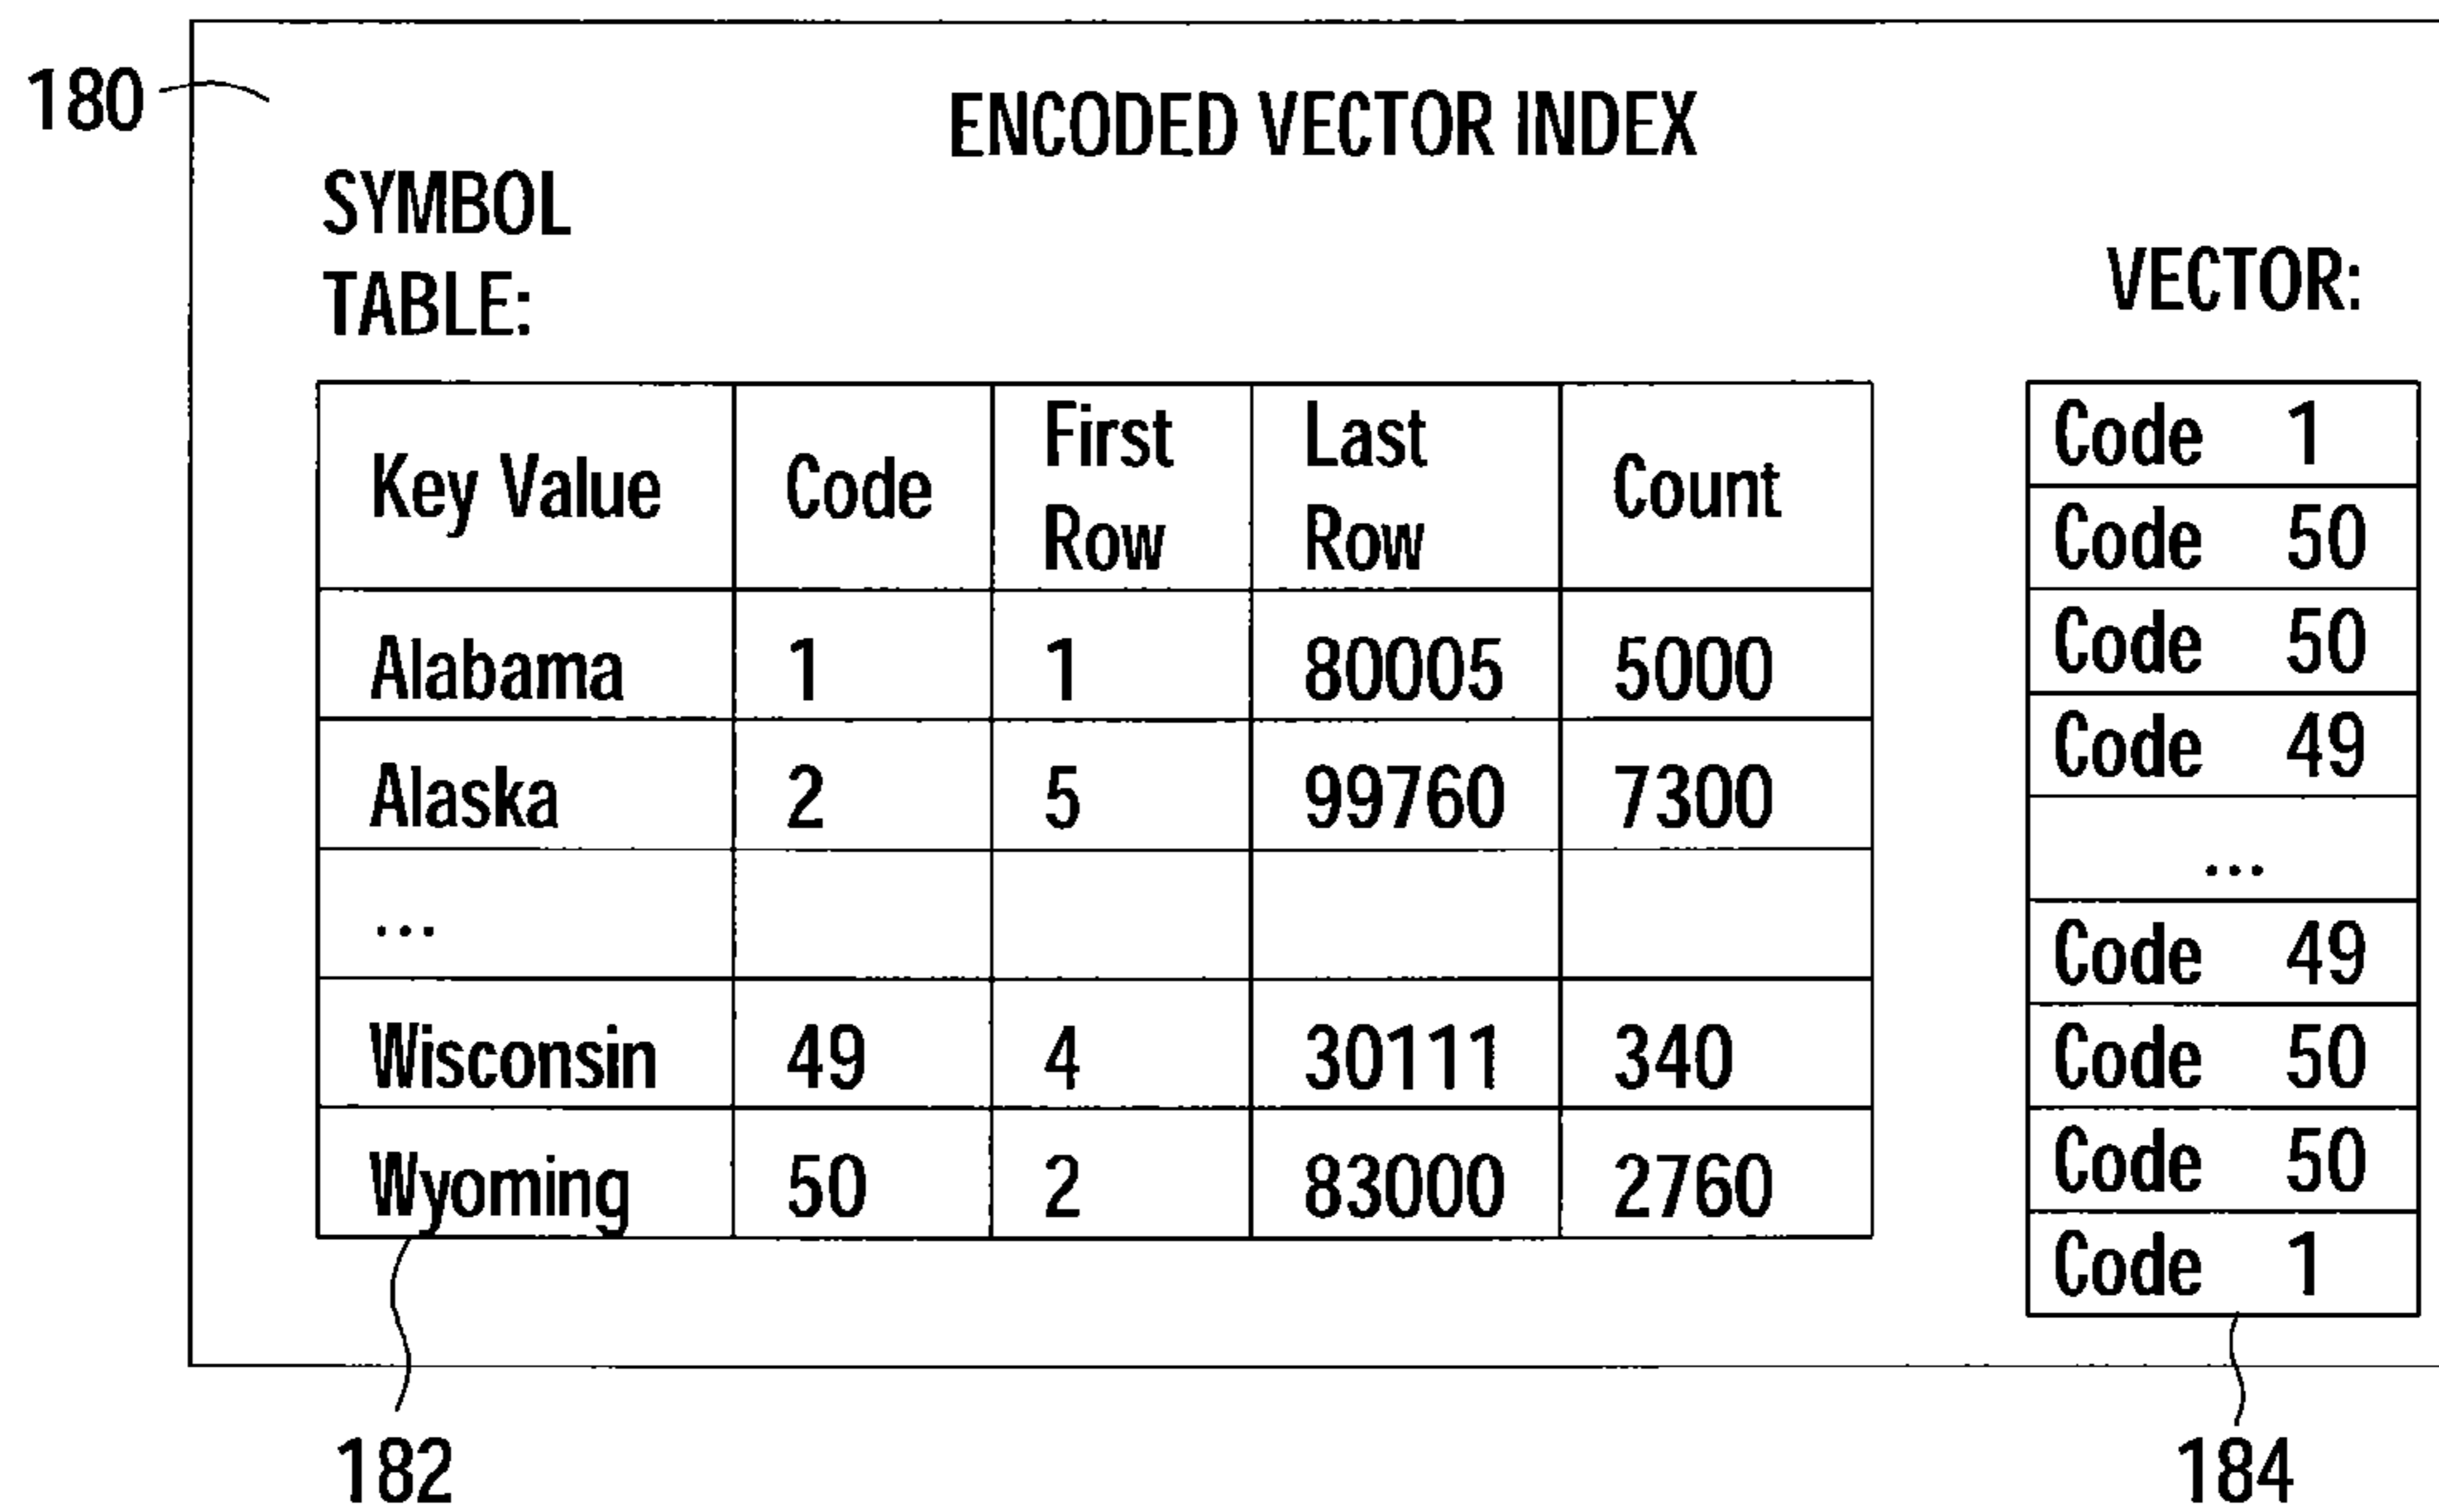 180
ENCODED VECTOR INDEX
SYMBOL
TABLE:
Key Value Code First Row Last Row Count
Alabama 1 1 80005 5000
Alaska 2 5 99760 7300
...
Wisconsin 49 4 30111 340
Wyoming 50 2 83000 2760
182
VECTOR:
Code 1
Code 50
Code 50
Code 49
...
Code 49
Code 50
Code 50
Code 1
184